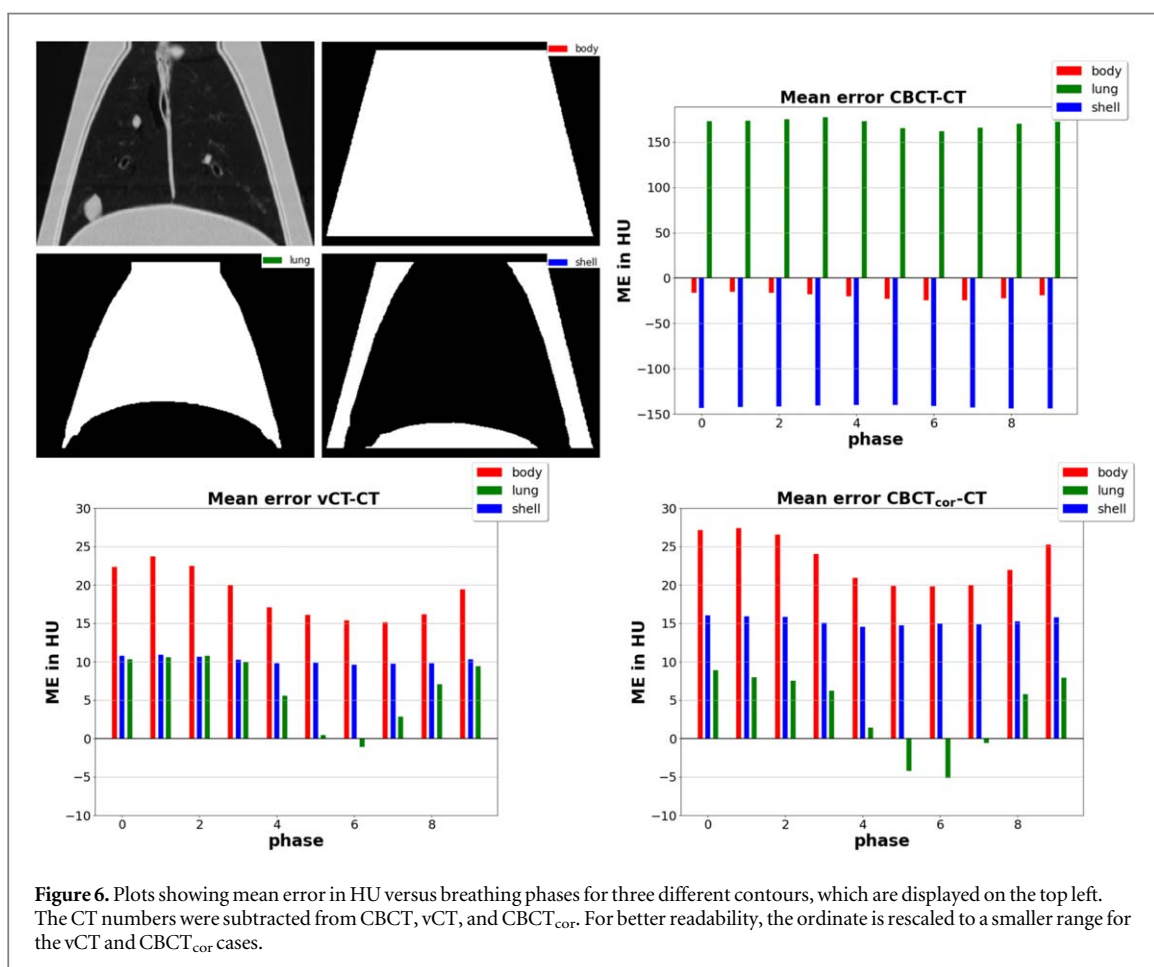 body
lung
shell
Mean error CBCT-CT
body
lung
shell
ME in HU
150
100
50
0
−50
−100
−150
0 2 4 6 8
phase
Mean error vCT-CT
body
lung
shell
ME in HU
30
25
20
15
10
5
0
−5
−10
0 2 4 6 8
phase
Mean error CBCTcor-CT
body
lung
shell
ME in HU
30
25
20
15
10
5
0
−5
−10
0 2 4 6 8
phase
Figure 6. Plots showing mean error in HU versus breathing phases for three different contours, which are displayed on the top left.
The CT numbers were subtracted from CBCT, vCT, and CBCTcor. For better readability, the ordinate is rescaled to a smaller range for
the vCT and CBCTcor cases.